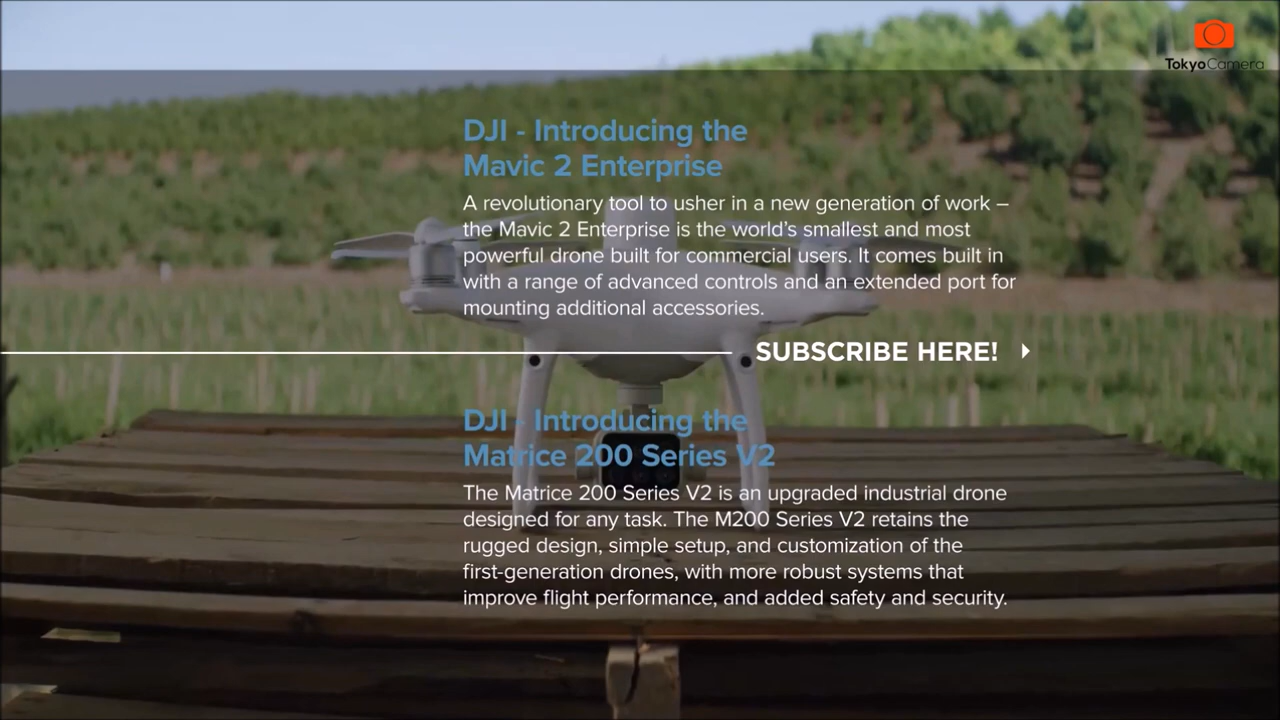 TokyoCamera
DJI - Introducing the
Mavic 2 Enterprise
A revolutionary tool to usher in a new generation of work –
the Mavic 2 Enterprise is the world’s smallest and most
powerful drone built for commercial users. It comes built in
with a range of advanced controls and an extended port for
mounting additional accessories.
SUBSCRIBE HERE!
DJI - Introducing the
Matrice 200 Series V2
The Matrice 200 Series V2 is an upgraded industrial drone
designed for any task. The M200 Series V2 retains the
rugged design, simple setup, and customization of the
first-generation drones, with more robust systems that
improve flight performance, and added safety and security.